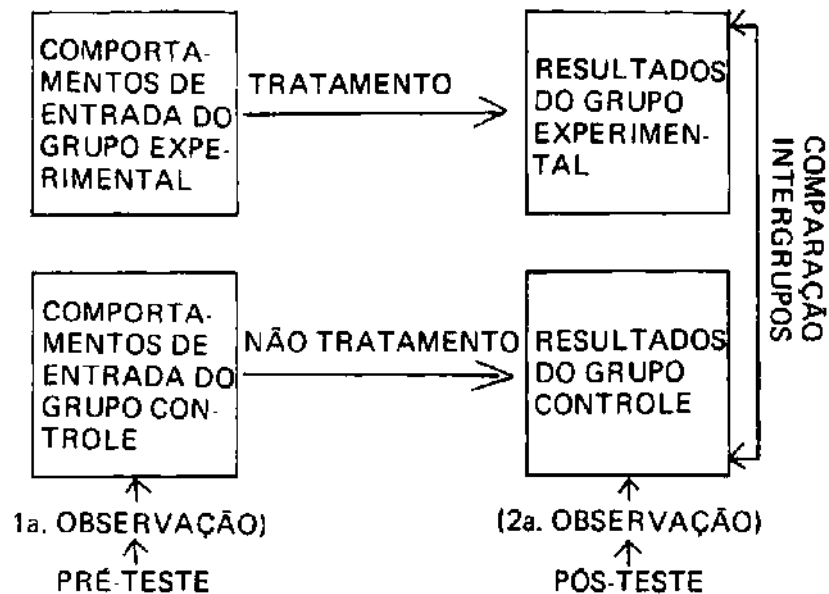 COMPORTA-
MENTOS DE
ENTRADA DO
GRUPO EXPE-
RIMENTAL
TRATAMENTO
RESULTADOS
DO GRUPO
EXPERIMEN-
TAL
COMPARAÇÃO
INTERGRUPOS
COMPORTA-
MENTOS DE
ENTRADA DO
GRUPO CON-
TROLE
NÃO TRATAMENTO
RESULTADOS
DO GRUPO
CONTROLE
1a. OBSERVAÇÃO)
(2a. OBSERVAÇÃO)
PRÉ-TESTE
PÓS-TESTE